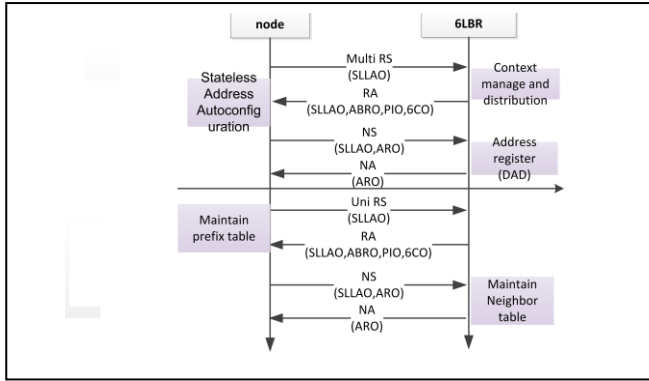 node
6LBR
Multi RS
(SLLAO)
Context
manage and
distribution
Stateless
Address
Autoconfig
uration
RA
(SLLAO,ABRO,PIO,6CO)
NS
(SLLAO,ARO)
Address
register
(DAD)
NA
(ARO)
Uni RS
(SLLAO)
Maintain
prefix table
RA
(SLLAO,ABRO,PIO,6CO)
NS
(SLLAO,ARO)
Maintain
Neighbor
table
NA
(ARO)